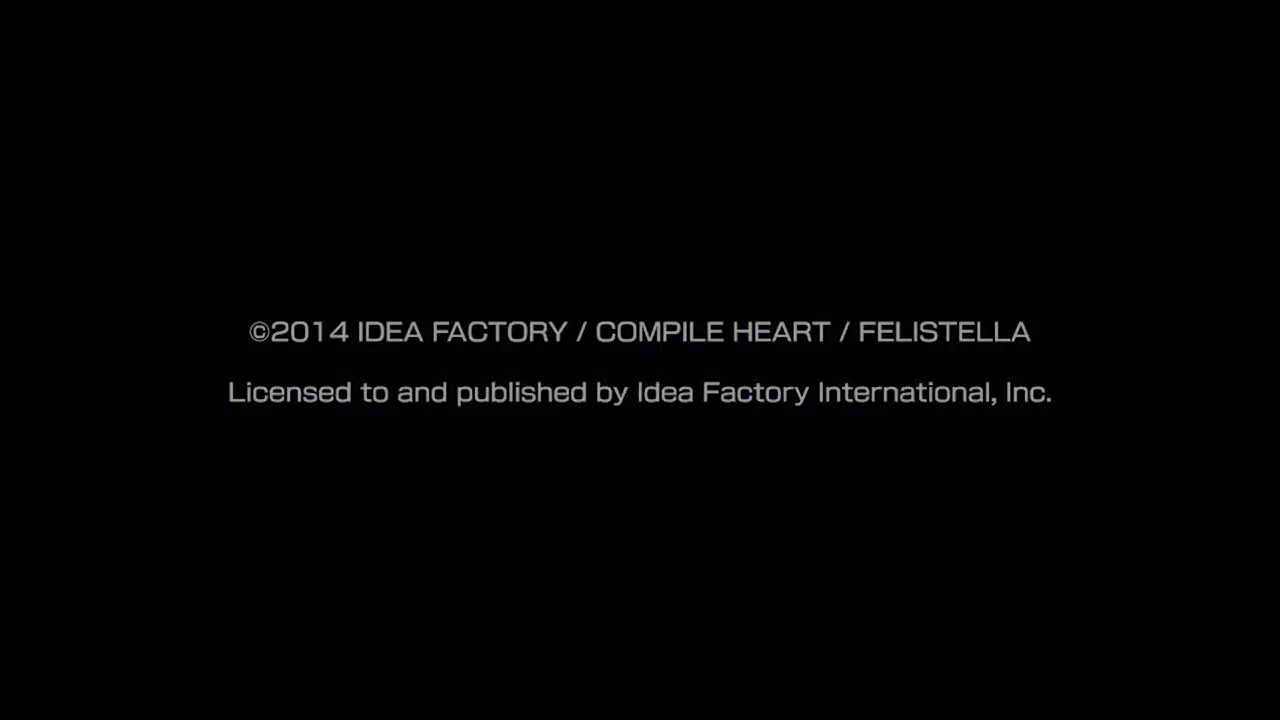 ©2014 IDEA FACTORY / COMPILE HEART / FELISTELLA
Licensed to and published by Idea Factory International, Inc.